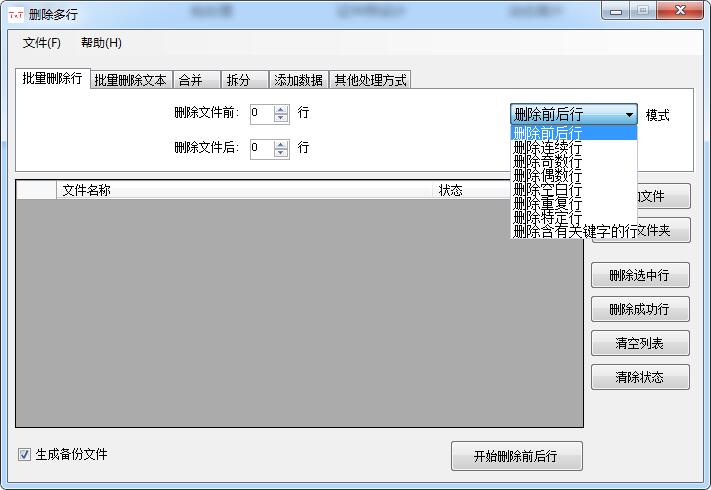 删除多行
文件(F) 帮助(H)
批量删除行 批量删除文本 合并 拆分 添加数据 其他处理方式
删除文件前: 0 行
删除前后行 模式
删除文件后: 0 行
删除前后行
删除连续行
删除奇数行
删除偶数行
删除空白行
删除重复行
删除特定行
删除含有关键字的行
文件名称 状态
文件
文件夹
删除选中行
删除成功行
清空列表
清除状态
生成备份文件
开始删除前后行